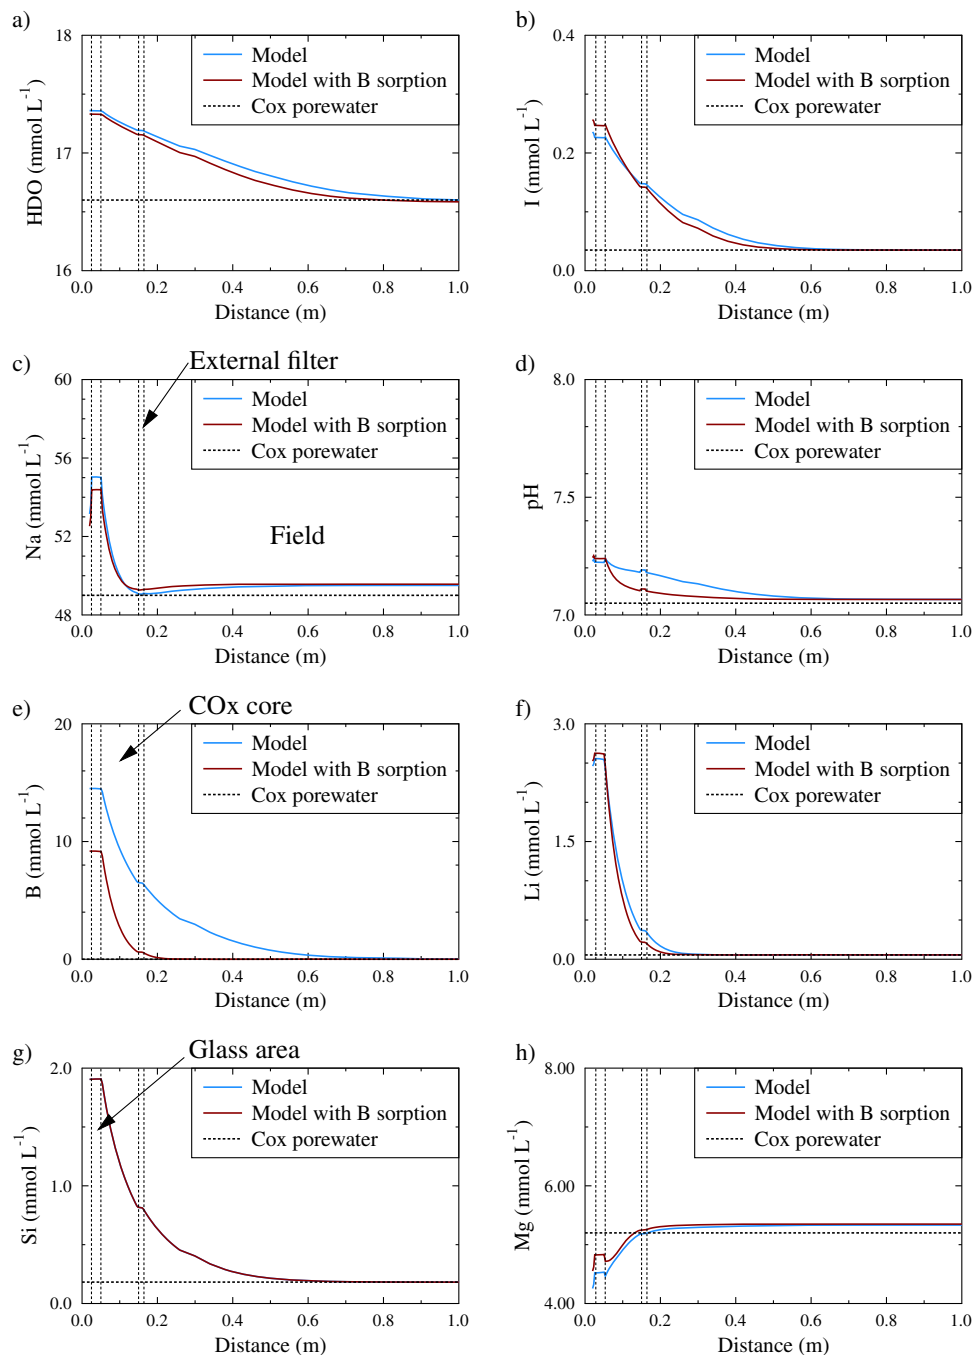 a)
18
17
16
HDO (mmol L-1)
Model
Model with B sorption
Cox porewater
0.0 0.2 0.4 0.6 0.8 1.0
Distance (m)
b)
0.4
0.2
0.0
I (mmol L-1)
Model
Model with B sorption
Cox porewater
0.0 0.2 0.4 0.6 0.8 1.0
Distance (m)
c)
External filter
60
56
52
48
Na (mmol L-1)
Model
Model with B sorption
Cox porewater
Field
0.0 0.2 0.4 0.6 0.8 1.0
Distance (m)
d)
8.0
7.5
7.0
pH
Model
Model with B sorption
Cox porewater
0.0 0.2 0.4 0.6 0.8 1.0
Distance (m)
e)
COx core
20
10
0
B (mmol L-1)
Model
Model with B sorption
Cox porewater
0.0 0.2 0.4 0.6 0.8 1.0
Distance (m)
f)
3.0
1.5
0.0
Li (mmol L-1)
Model
Model with B sorption
Cox porewater
0.0 0.2 0.4 0.6 0.8 1.0
Distance (m)
g)
Glass area
2.0
1.0
0.0
Si (mmol L-1)
Model
Model with B sorption
Cox porewater
0.0 0.2 0.4 0.6 0.8 1.0
Distance (m)
h)
8.00
6.00
4.00
Mg (mmol L-1)
Model
Model with B sorption
Cox porewater
0.0 0.2 0.4 0.6 0.8 1.0
Distance (m)